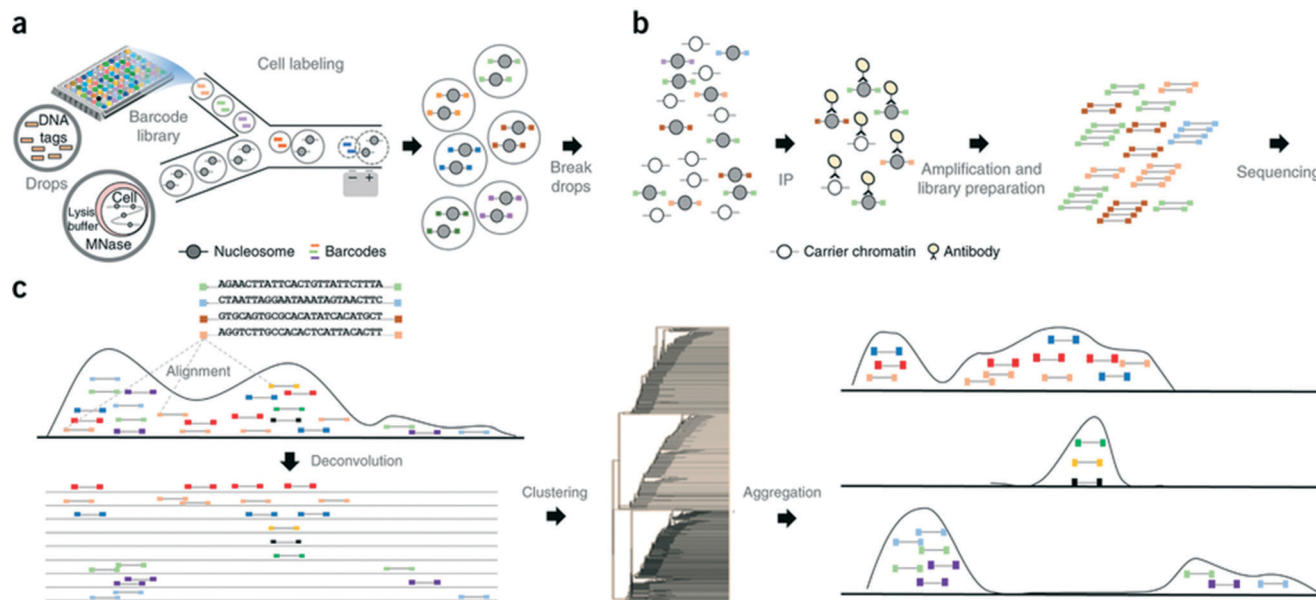 a
Cell labeling
Barcode
library
DNA
tags
Drops
Cell
Lysis
buffer
MNase
− +
Nucleosome
Barcodes
Break
drops
b
IP
Amplification and
library preparation
Sequencing
Carrier chromatin
Antibody
c
AGAACTTATTCACTGTTATTCTTTA
CTAATTAGGAATAAATAGTAACTTC
GTGCAGTGCGCACATATCACATGCT
AGGTCTTGCCACACTCATTACACTT
Alignment
Deconvolution
Clustering
Aggregation